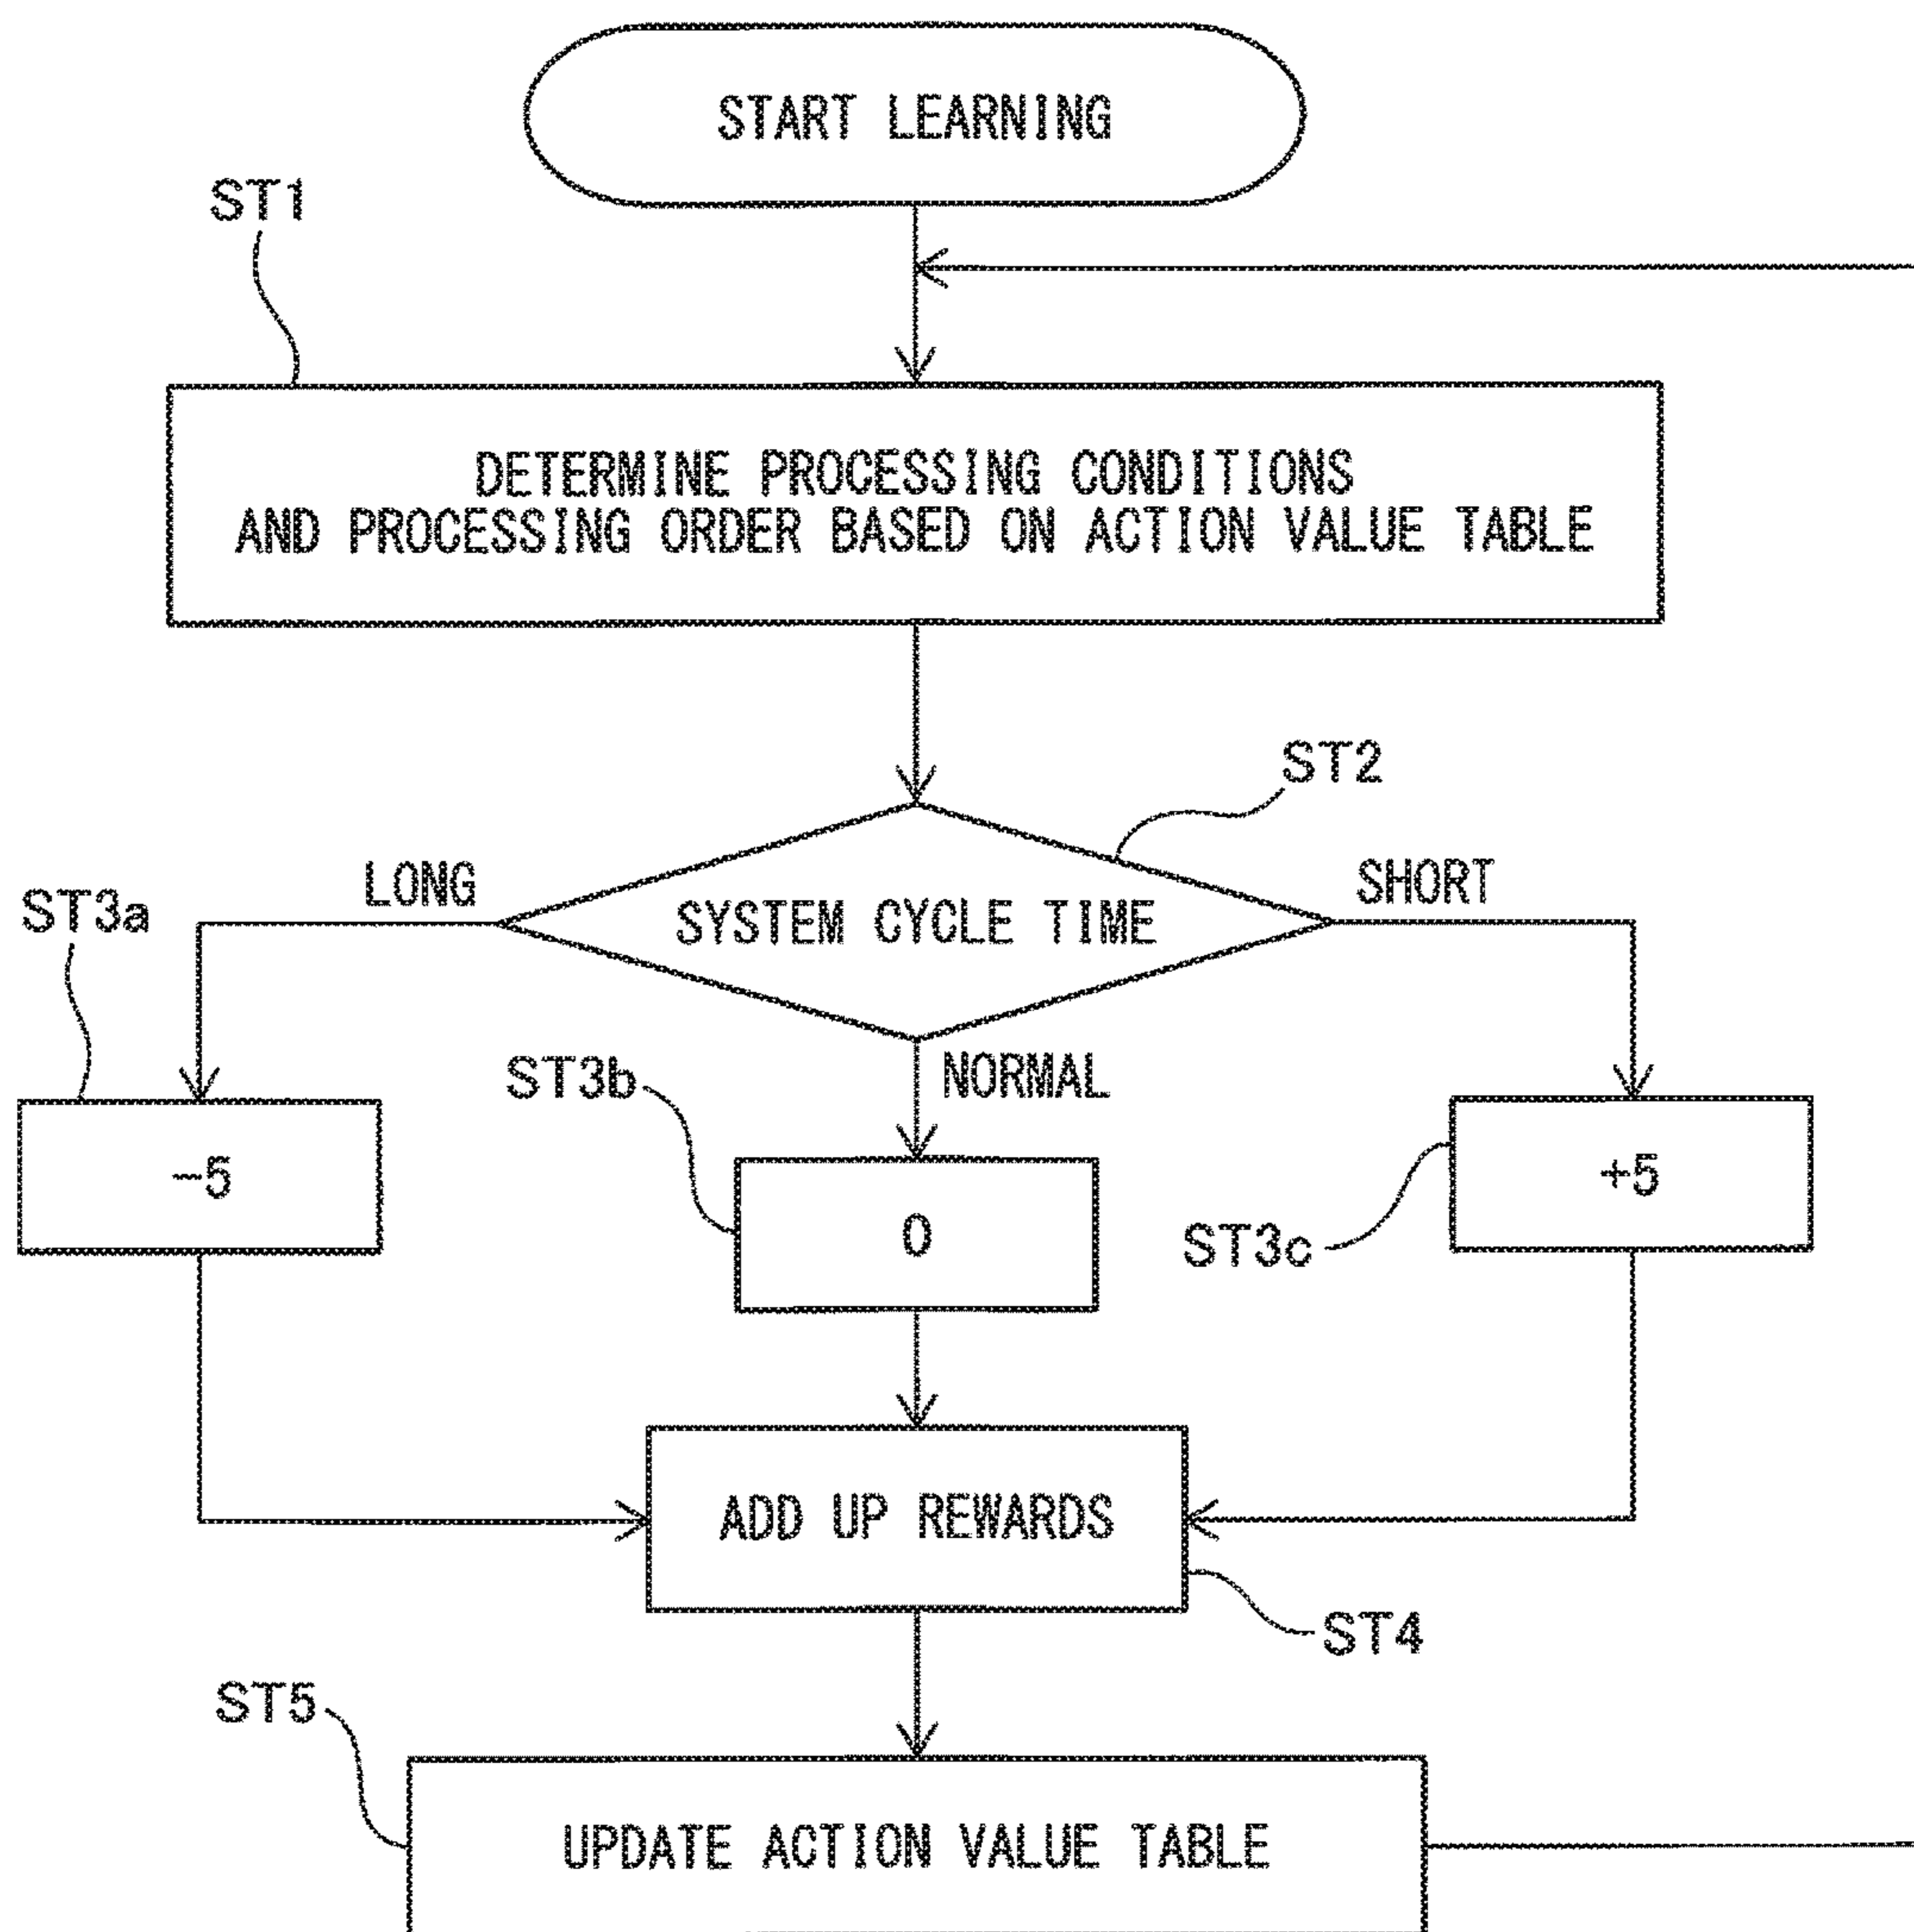 START LEARNING
ST1
DETERMINE PROCESSING CONDITIONS
AND PROCESSING ORDER BASED ON ACTION VALUE TABLE
ST2
LONG
SHORT
SYSTEM CYCLE TIME
ST3a
ST3b
NORMAL
-5
0
+5
ST3c
ADD UP REWARDS
ST4
ST5
UPDATE ACTION VALUE TABLE